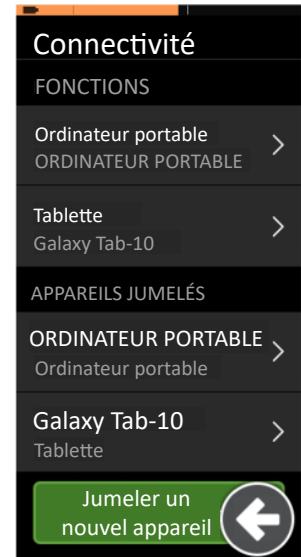 Connectivité
FONCTIONS
Ordinateur portable
ORDINATEUR PORTABLE
Tablette
Galaxy Tab-10
APPAREILS JUMELÉS
ORDINATEUR PORTABLE
Ordinateur portable
Galaxy Tab-10
Tablette
Jumeler un
nouvel appareil